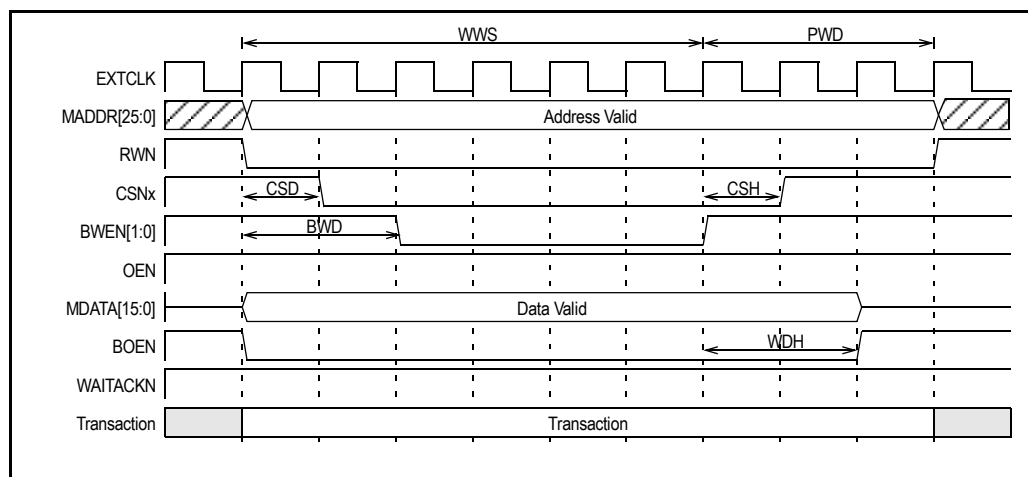 WWS PWD
EXTCLK
MADDR[25:0] Address Valid
RWN
CSNx CSD CSH
BWEN[1:0] BWD
OEN
MDATA[15:0] Data Valid
BOEN WDH
WAITACKN
Transaction Transaction